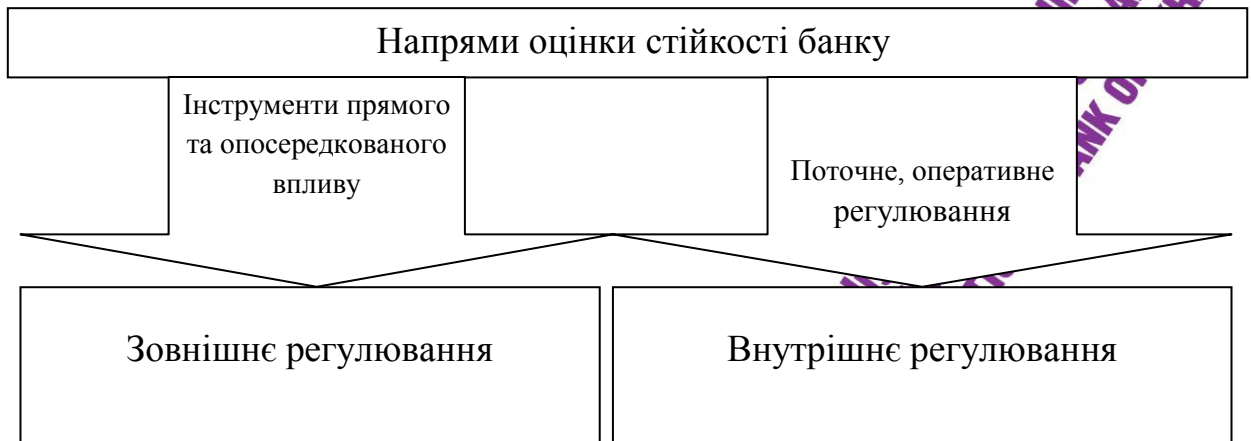 Напрями оцінки стійкості банку
Інструменти прямого
та опосередкованого
впливу
Поточне, оперативне
регулювання
Зовнішнє регулювання
Внутрішнє регулювання